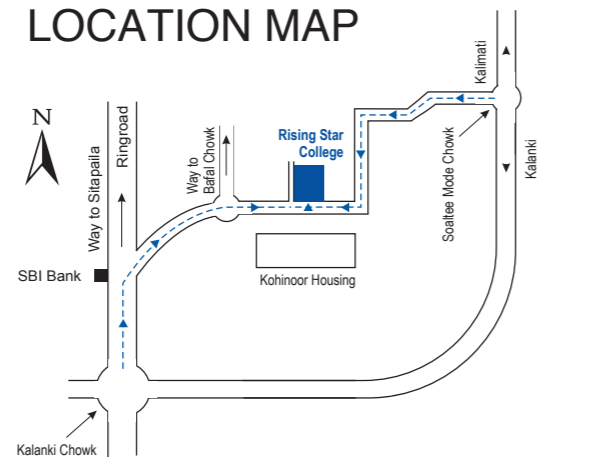 LOCATION MAP
N
Way to Sitapaila
Ringroad
Way to
Bafal Chowk
Rising Star
College
Kalimati
Soaltee Mode Chowk
Kalanki
SBI Bank
Kohinoor Housing
Kalanki Chowk